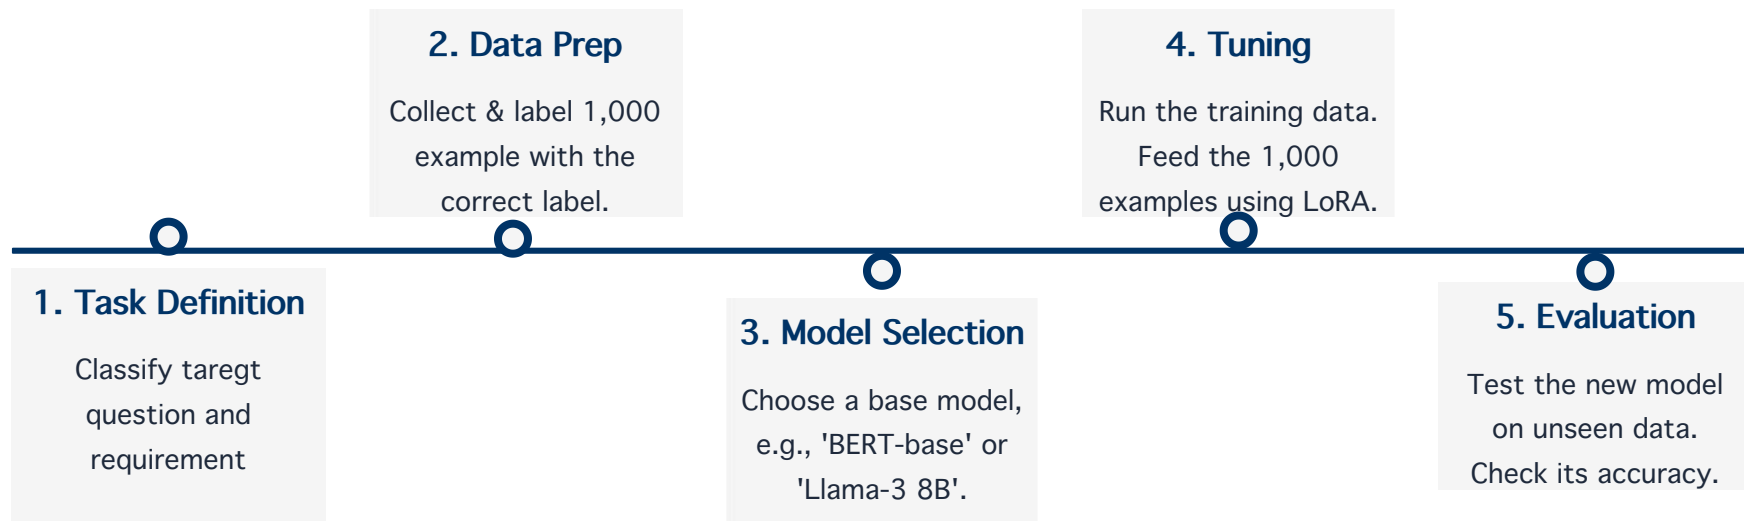 1. Task Definition
Classify taregt
question and
requirement
2. Data Prep
Collect & label 1,000
example with the
correct label.
3. Model Selection
Choose a base model,
e.g., 'BERT-base' or
'Llama-3 8B'.
4. Tuning
Run the training data.
Feed the 1,000
examples using LoRA.
5. Evaluation
Test the new model
on unseen data.
Check its accuracy.